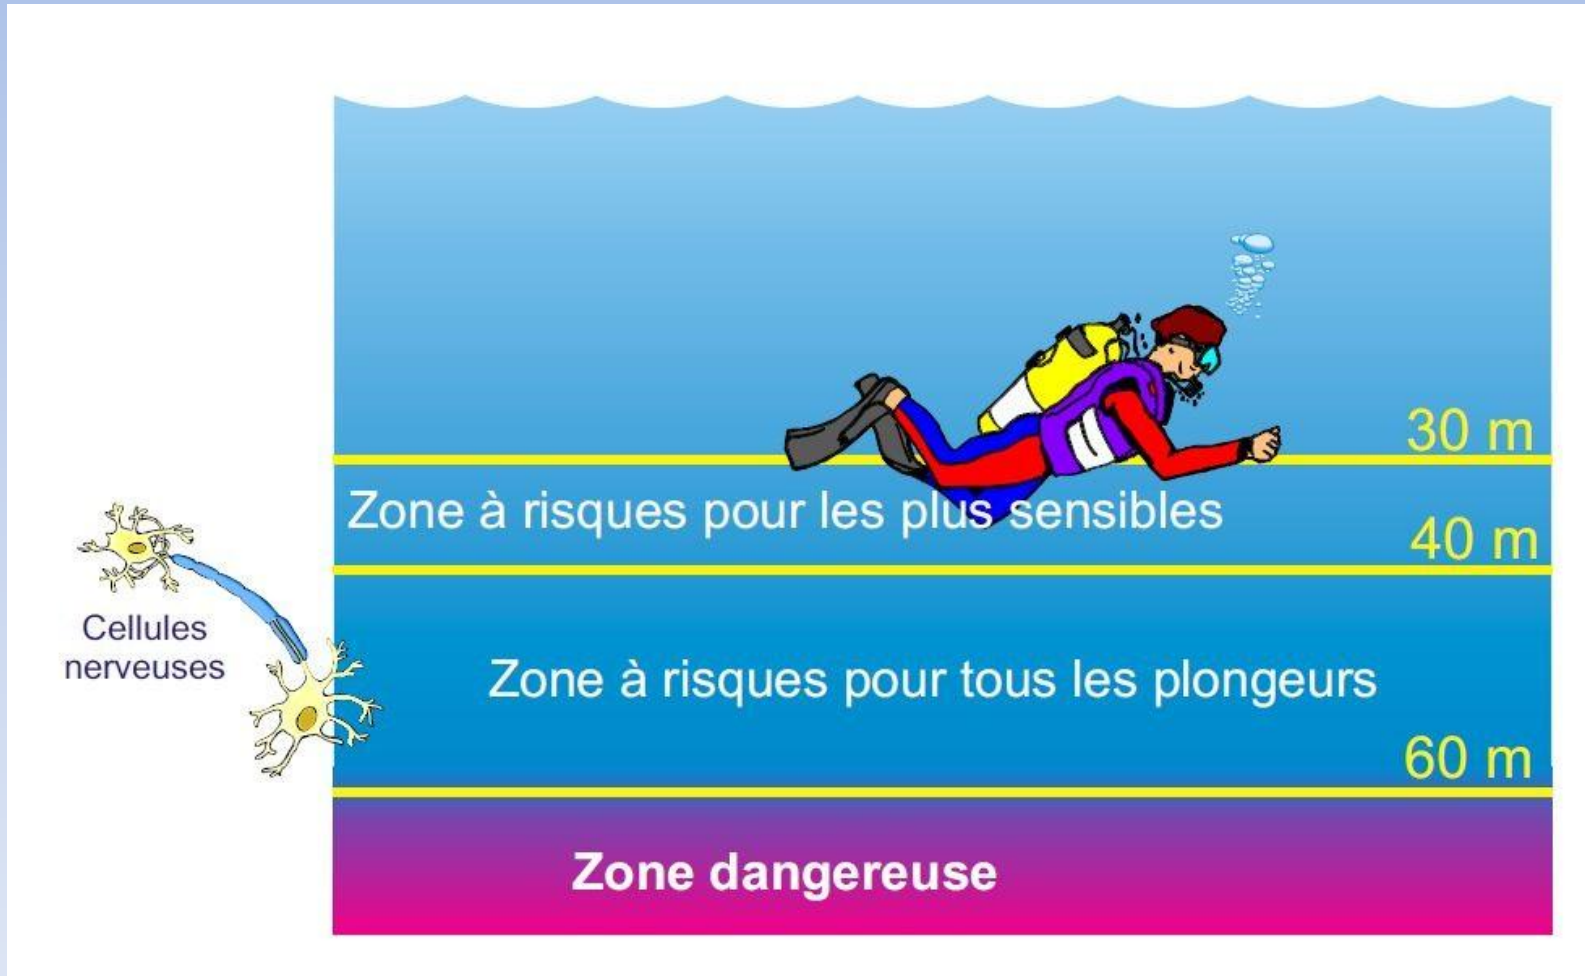 30 m
Zone à risques pour les plus sensibles
40 m
Cellules
nerveuses
Zone à risques pour tous les plongeurs
60 m
Zone dangereuse